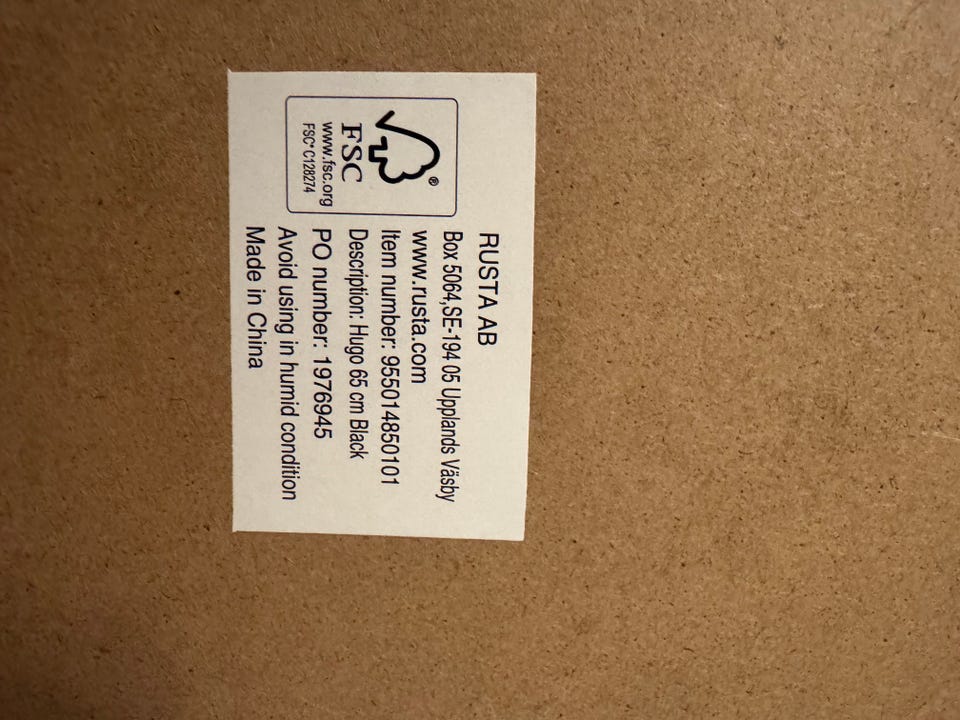 ®
FSC
www.fsc.org
FSC® C128274
RUSTA AB
Box 5064,SE-194 05 Upplands Väsby
www.rusta.com
Item number: 955014850101
Description: Hugo 65 cm Black
PO number: 1976945
Avoid using in humid condition
Made in China